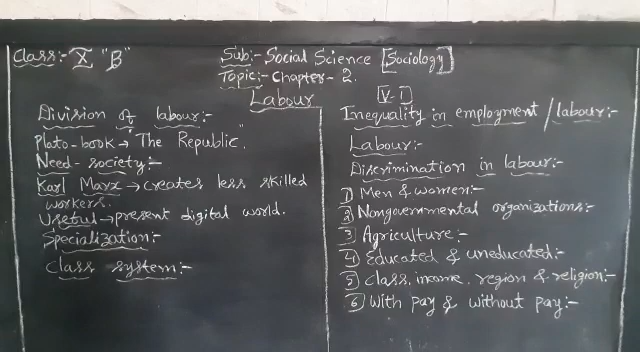 Class:- X "B"
Sub:- Social Science [Sociology]
Topic:- Chapter- 2.
Labour
Division of labour:-
Plato-book → "The Republic".
Need- society:-
Karl Marx → creates less skilled
workers.
Useful → present digital world.
Specialization:-
Class system:-
[V.I]
Inequality in employment / labour:-
Labour:-
Discrimination in labour:-
1) Men & women:-
2) Nongovernmental organizations:-
3) Agriculture:-
4) Educated & uneducated:-
5) Class, income, region & religion:-
6) With pay & without pay:-